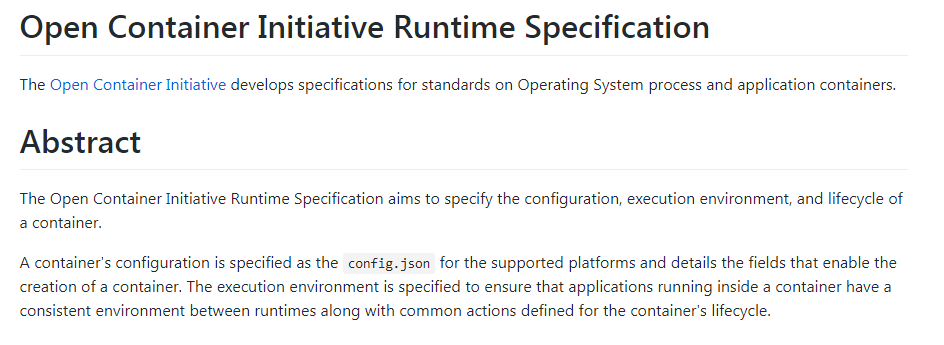 Open Container Initiative Runtime Specification
The Open Container Initiative develops specifications for standards on Operating System process and application containers.
Abstract
The Open Container Initiative Runtime Specification aims to specify the configuration, execution environment, and lifecycle of
a container.
A container's configuration is specified as the config.json for the supported platforms and details the fields that enable the
creation of a container. The execution environment is specified to ensure that applications running inside a container have a
consistent environment between runtimes along with common actions defined for the container's lifecycle.